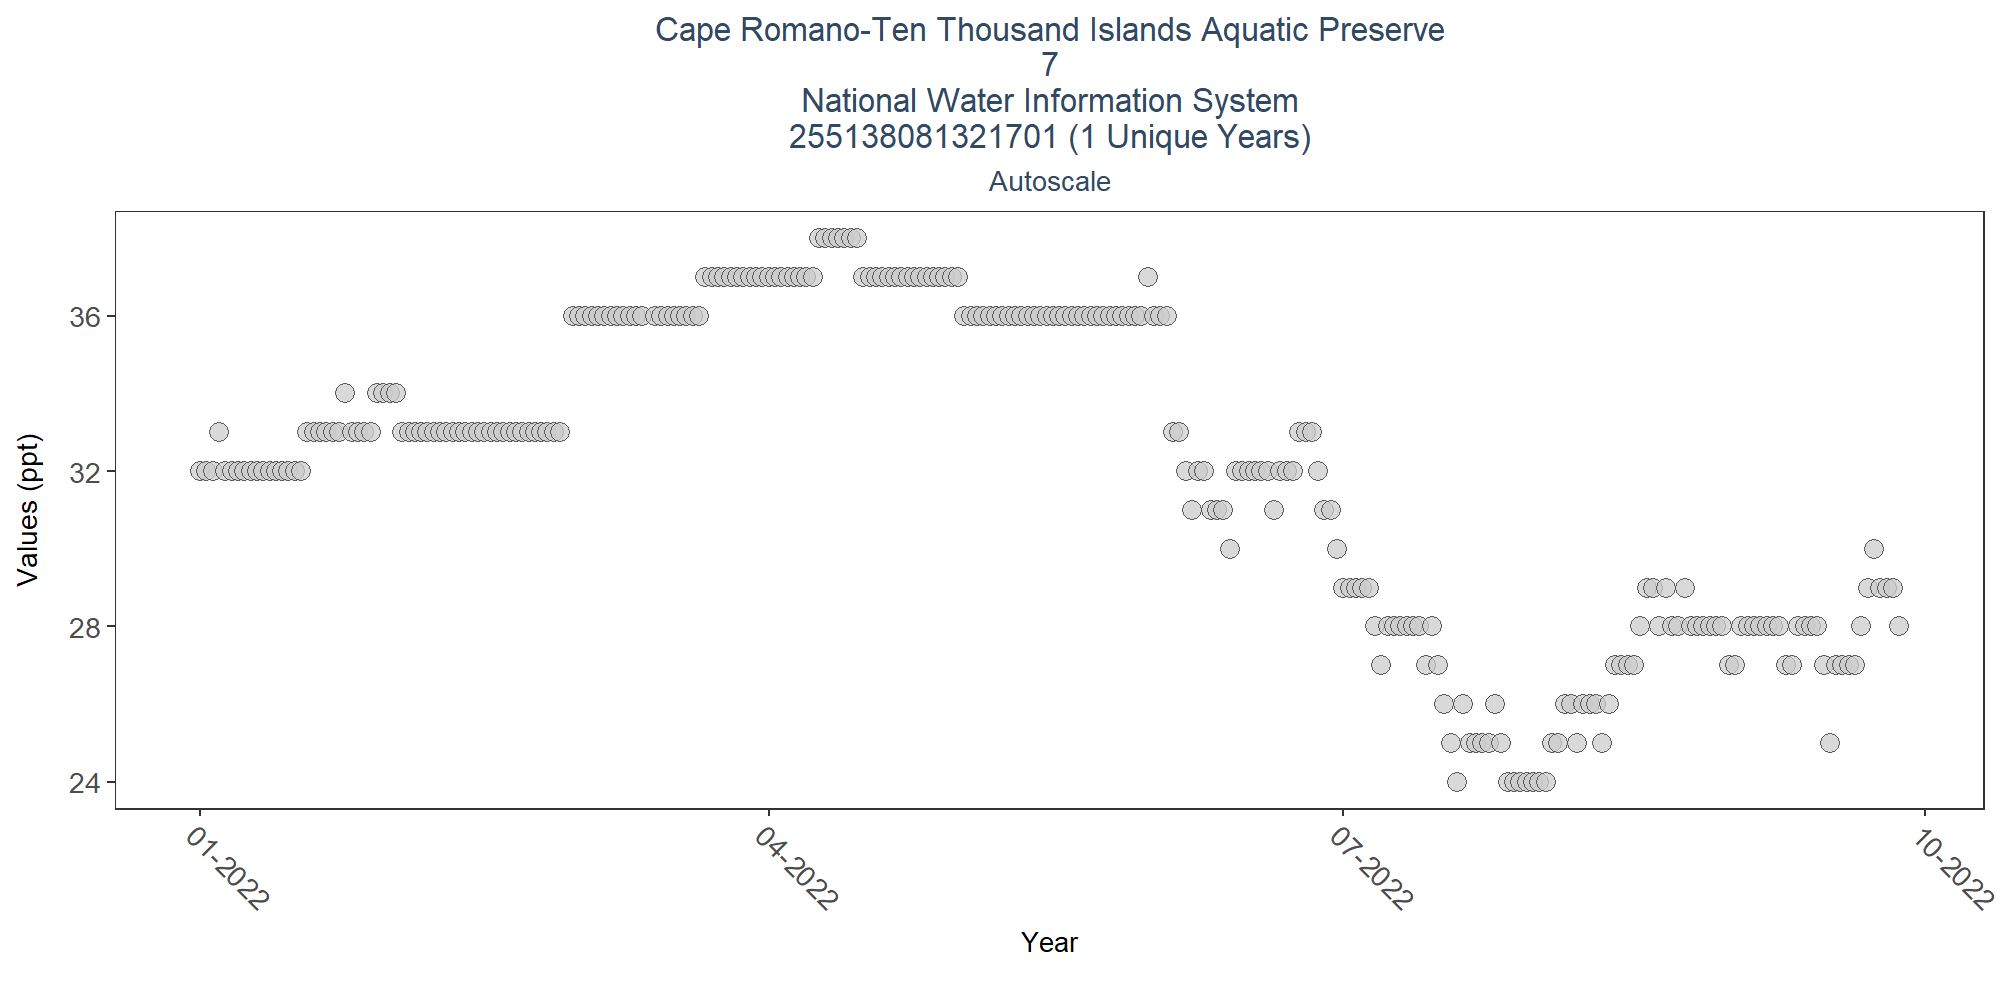 Cape Romano-Ten Thousand Islands Aquatic Preserve
7
National Water Information System
255138081321701 (1 Unique Years)
Autoscale
Values (ppt)
36
32
28
24
01-2022
04-2022
07-2022
10-2022
Year